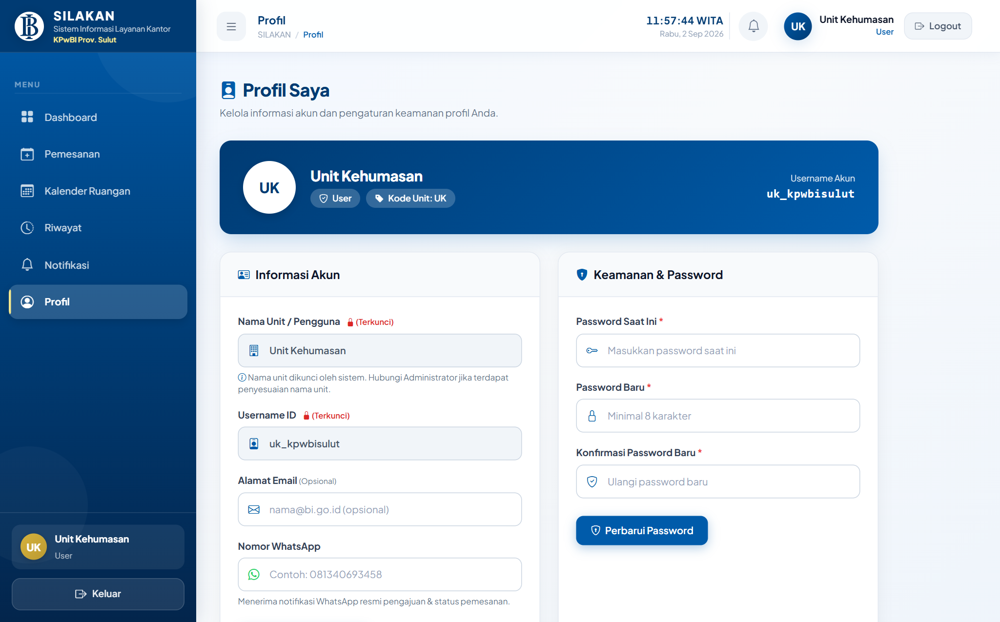 SILAKAN
Sistem Informasi Layanan Kantor
KPwBI Prov. Sulut
MENU
Dashboard
Pemesanan
Kalender Ruangan
Riwayat
Notifikasi
Profil
UK
Unit Kehumasan
User
Keluar
Profil
SILAKAN / Profil
11:57:44 WITA
Rabu, 2 Sep 2026
UK
Unit Kehumasan
User
Logout
Profil Saya
Kelola informasi akun dan pengaturan keamanan profil Anda.
UK
Unit Kehumasan
User
Kode Unit: UK
Username Akun
uk_kpwbisulut
Informasi Akun
Nama Unit / Pengguna (Terkunci)
Unit Kehumasan
Nama unit dikunci oleh sistem. Hubungi Administrator jika terdapat
penyesuaian nama unit.
Username ID (Terkunci)
uk_kpwbisulut
Alamat Email (Opsional)
nama@bi.go.id (opsional)
Nomor WhatsApp
Contoh: 081340693458
Menerima notifikasi WhatsApp resmi pengajuan & status pemesanan.
Keamanan & Password
Password Saat Ini *
Masukkan password saat ini
Password Baru *
Minimal 8 karakter
Konfirmasi Password Baru *
Ulangi password baru
Perbarui Password